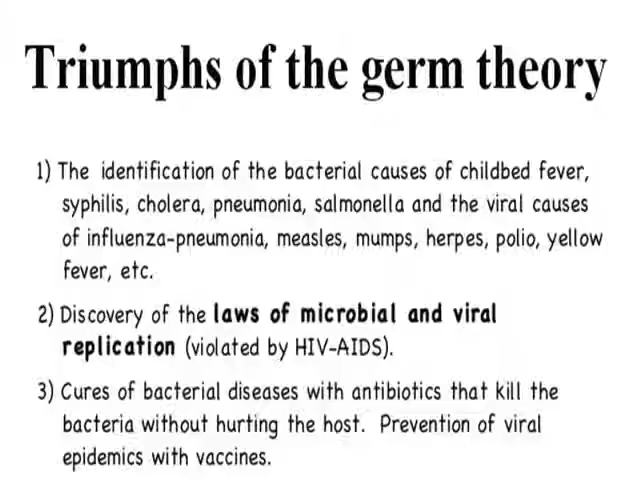 Triumphs of the germ theory
1) The identification of the bacterial causes of childbed fever,
syphilis, cholera, pneumonia, salmonella and the viral causes
of influenza-pneumonia, measles, mumps, herpes, polio, yellow
fever, etc.
2) Discovery of the laws of microbial and viral
replication (violated by HIV-AIDS).
3) Cures of bacterial diseases with antibiotics that kill the
bacteria without hurting the host. Prevention of viral
epidemics with vaccines.